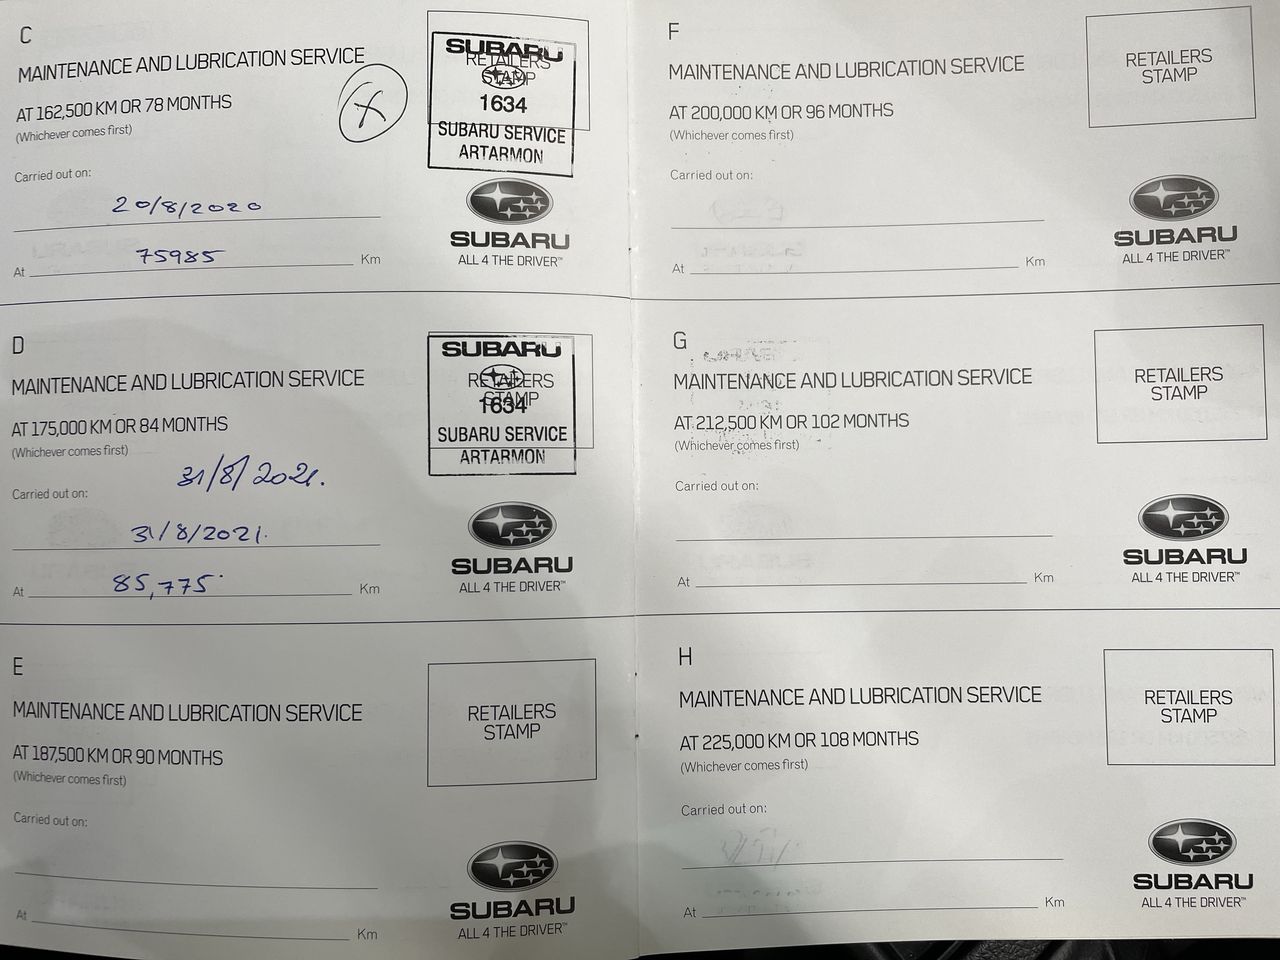 C
MAINTENANCE AND LUBRICATION SERVICE
AT 162,500 KM OR 78 MONTHS
(Whichever comes first)
Carried out on:
20/8/2020
At 75985 Km
X
SUBARU
RETAILERS
STAMP
1634
SUBARU SERVICE
ARTARMON
SUBARU
ALL 4 THE DRIVER™
D
MAINTENANCE AND LUBRICATION SERVICE
AT 175,000 KM OR 84 MONTHS
(Whichever comes first)
31/8/2021.
Carried out on:
31/8/2021.
At 85,775 Km
SUBARU
RETAILERS
STAMP
1634
SUBARU SERVICE
ARTARMON
SUBARU
ALL 4 THE DRIVER™
E
MAINTENANCE AND LUBRICATION SERVICE
AT 187,500 KM OR 90 MONTHS
(Whichever comes first)
Carried out on:
At Km
RETAILERS
STAMP
SUBARU
ALL 4 THE DRIVER™
F
MAINTENANCE AND LUBRICATION SERVICE
AT 200,000 KM OR 96 MONTHS
(Whichever comes first)
Carried out on:
At Km
RETAILERS
STAMP
SUBARU
ALL 4 THE DRIVER™
G
MAINTENANCE AND LUBRICATION SERVICE
AT 212,500 KM OR 102 MONTHS
(Whichever comes first)
Carried out on:
At Km
RETAILERS
STAMP
SUBARU
ALL 4 THE DRIVER™
H
MAINTENANCE AND LUBRICATION SERVICE
AT 225,000 KM OR 108 MONTHS
(Whichever comes first)
Carried out on:
At Km
RETAILERS
STAMP
SUBARU
ALL 4 THE DRIVER™